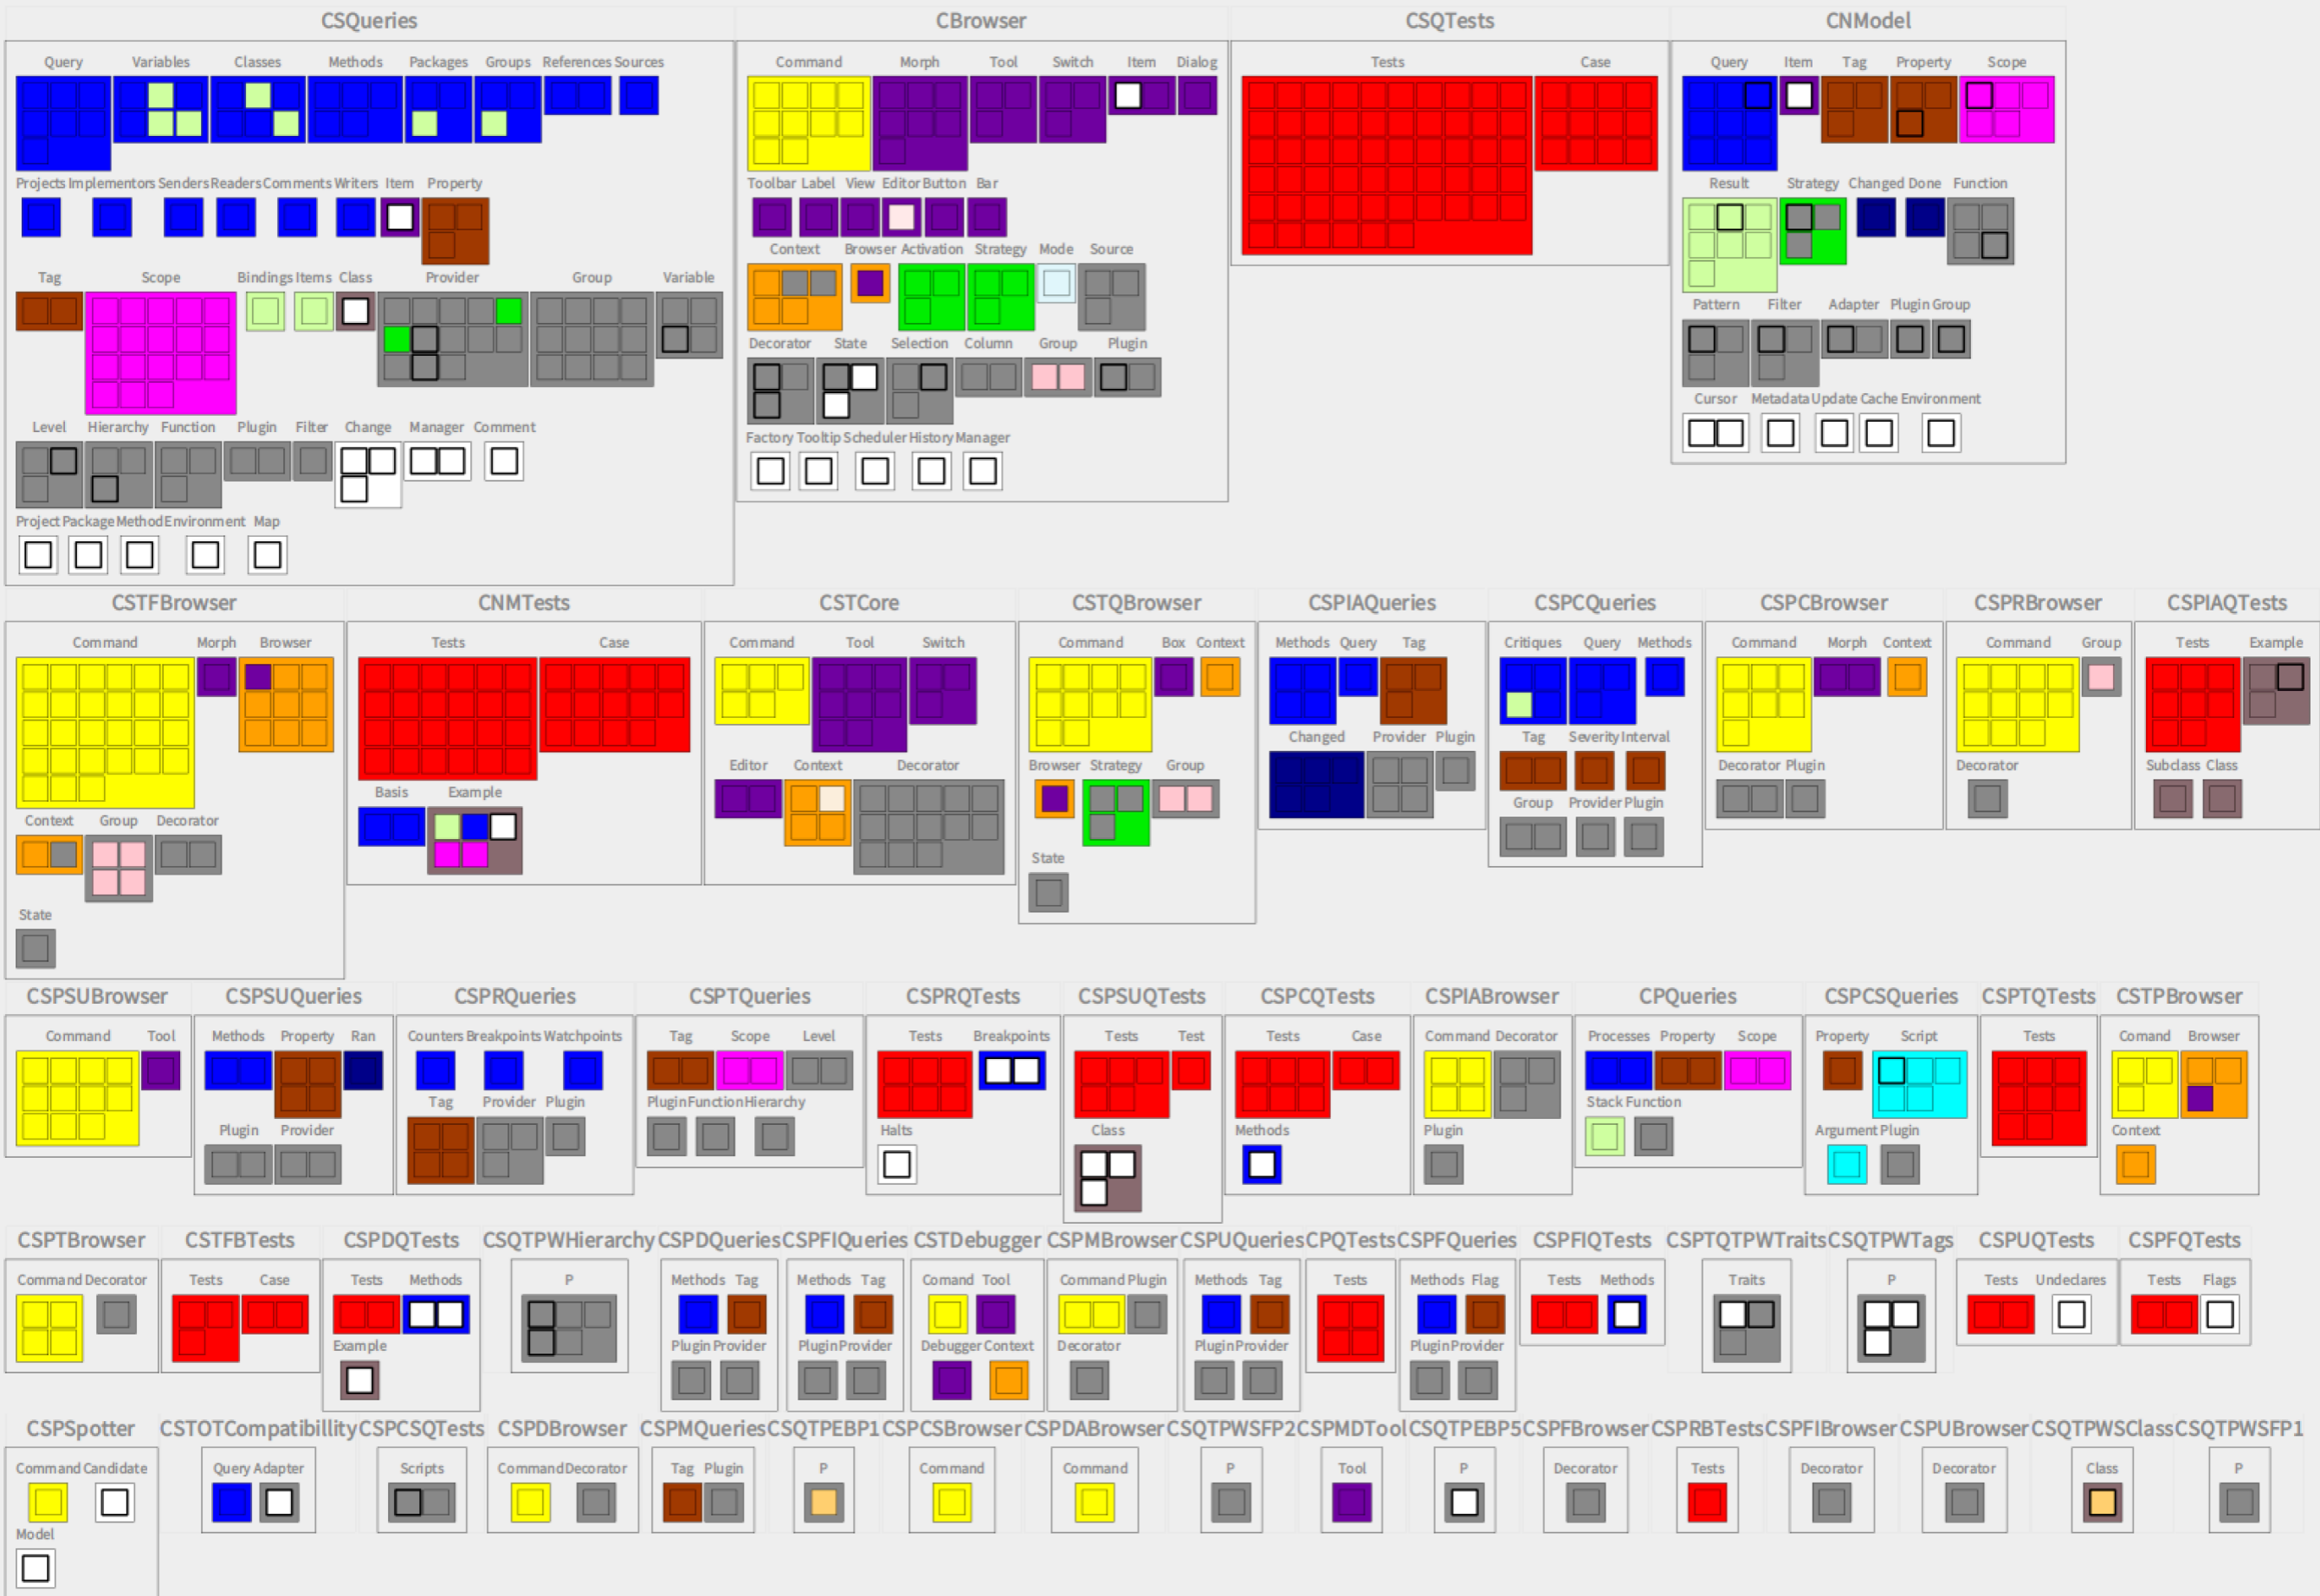 CSQueries CBrowser CSQTests CNModel
Query Variables Classes Methods Packages Groups References Sources Command Morph Tool Switch Item Dialog Tests Case Query Item Tag Property Scope
Projects Implementors Senders Readers Comments Writers Item Property Toolbar Label View Editor Button Bar Result Strategy Changed Done Function
Context Browser Activation Strategy Mode Source
Tag Scope Bindings Items Class Provider Group Variable
Pattern Filter Adapter Plugin Group
Decorator State Selection Column Group Plugin
Cursor Metadata Update Cache Environment
Level Hierarchy Function Plugin Filter Change Manager Comment
Factory Tooltip Scheduler History Manager
Project Package Method Environment Map
CSTFBrowser CNMTests CSTCore CSTQBrowser CSPIAQueries CSPCQueries CSPCBrowser CSPRBrowser CSPIAQTests
Command Morph Browser Tests Case Command Tool Switch Command Box Context Methods Query Tag Critiques Query Methods Command Morph Context Command Group Tests Example
Changed Provider Plugin Tag Severity Interval Decorator Plugin Decorator Subclass Class
Basis Example Editor Context Decorator Browser Strategy Group
Group Provider Plugin
Context Group Decorator
State
State
CSPSUBrowser CSPSUQueries CSPRQueries CSPTQueries CSPRQTests CSPSUQTests CSPCQTests CSPIABrowser CPQueries CSPCSQueries CSPTQTests CSTPBrowser
Command Tool Methods Property Ran Counters Breakpoints Watchpoints Tag Scope Level Tests Breakpoints Tests Test Tests Case Command Decorator Processes Property Scope Property Script Tests Comand Browser
Tag Provider Plugin Plugin Function Hierarchy Stack Function
Plugin Provider Halts Class Methods Plugin Argument Plugin Context
CSPTBrowser CSTFBTests CSPDQTests CSQTPWHierarchy CSPDQueries CSPFIQueries CSTDebugger CSPMBrowser CSPUQueries CPQTests CSPFQueries CSPFIQTests CSPTQTPWTraits CSQTPWTags CSPUQTests CSPFQTests
Command Decorator Tests Case Tests Methods P Methods Tag Methods Tag Comand Tool Command Plugin Methods Tag Tests Methods Flag Tests Methods Traits P Tests Undeclares Tests Flags
Example Plugin Provider Plugin Provider Debugger Context Decorator Plugin Provider Plugin Provider
CSPSpotter CSTOTCompatibillity CSPCSQTests CSPDBrowser CSPMQueries CSQTPEBP1 CSPCSBrowser CSPDABrowser CSQTPWSFP2 CSPMDTool CSQTPEBP5 CSPFBrowser CSPRBTests CSPFIBrowser CSPUBrowser CSQTPWSClass CSQTPWSFP1
Command Candidate Query Adapter Scripts Command Decorator Tag Plugin P Command Command P Tool P Decorator Tests Decorator Decorator Class P
Model